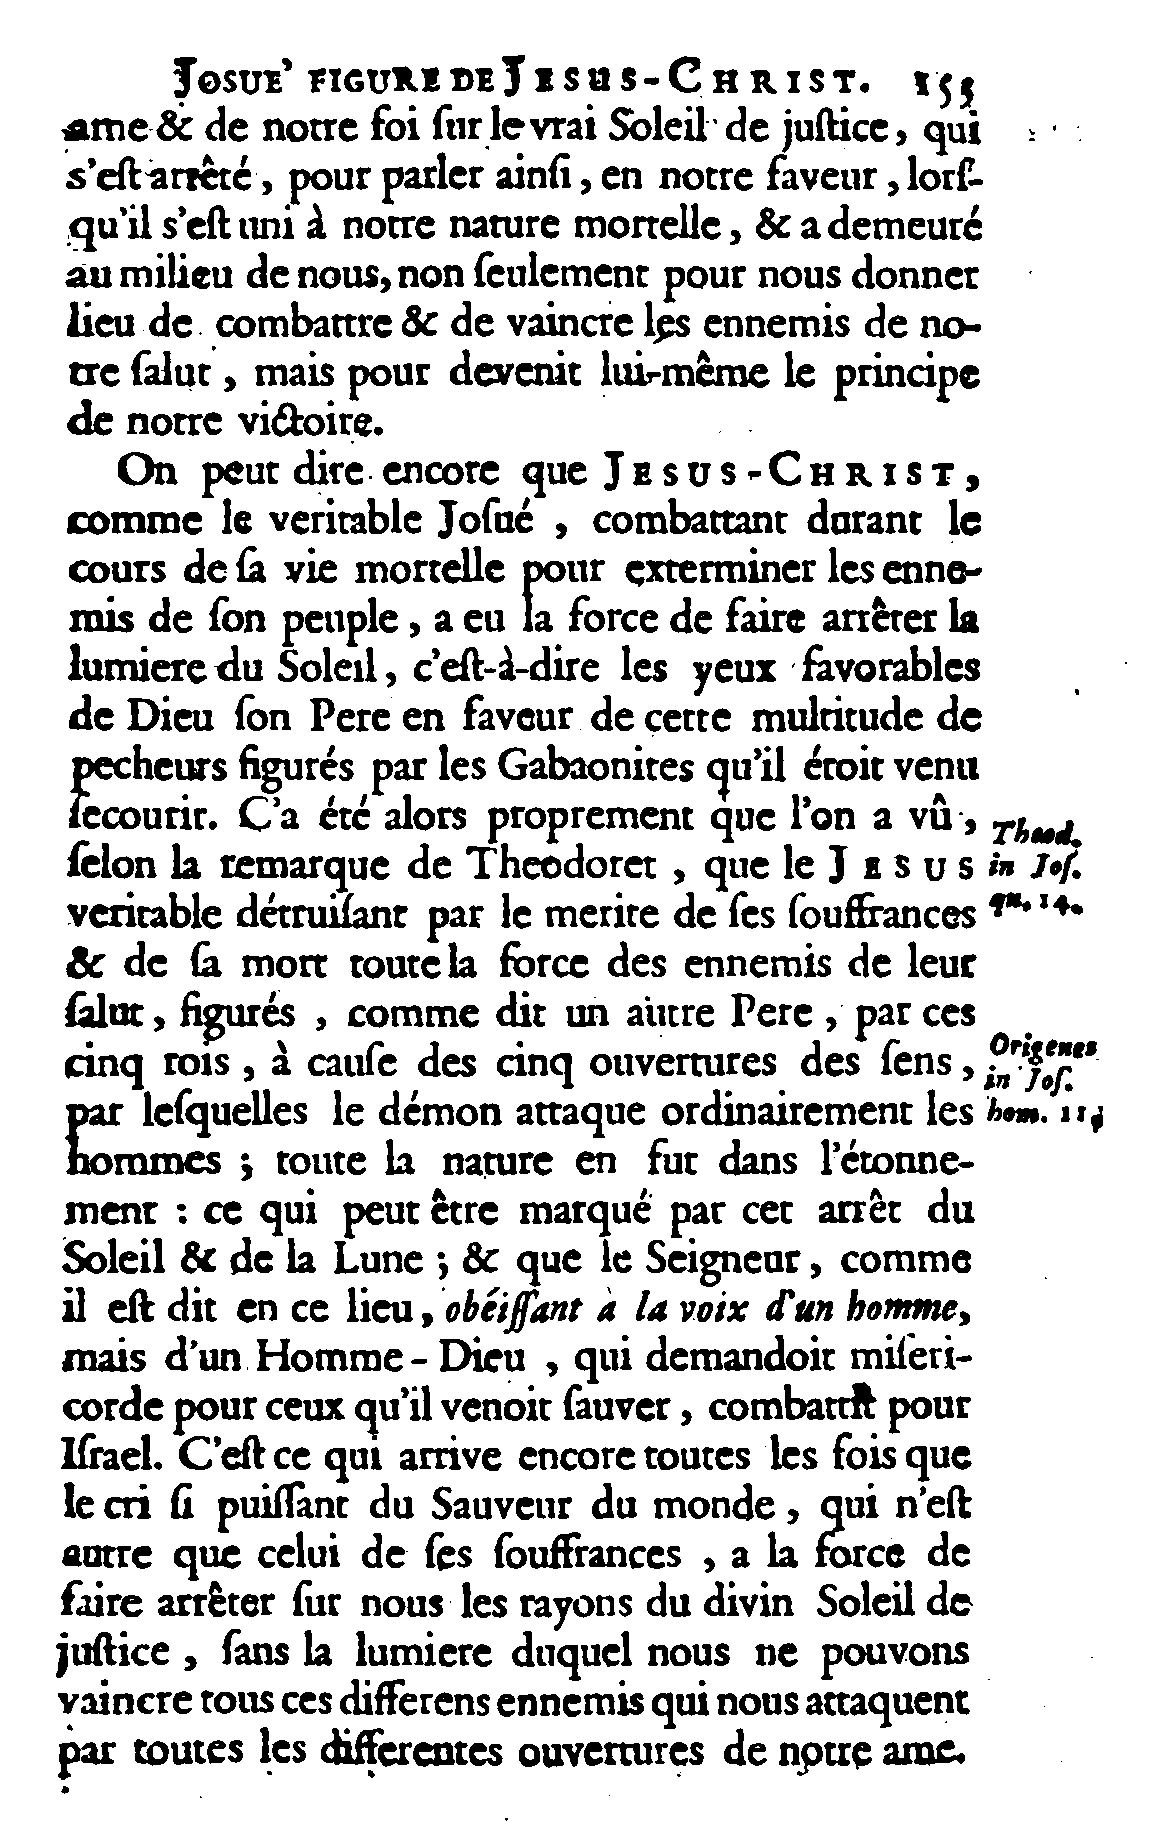 JOSUE' FIGURE DE JESUS-CHRIST. 155
ame & de notre foi ſur le vrai Soleil de juſtice, qui
s'eſt arrêté, pour parler ainſi, en notre faveur, lorſ-
qu'il s'eſt uni à notre nature mortelle, & a demeuré
au milieu de nous, non ſeulement pour nous donner
lieu de combattre & de vaincre les ennemis de no-
tre ſalut, mais pour devenit lui-même le principe
de notre victoire.
On peut dire encore que JESUS-CHRIST,
comme le veritable Joſué, combattant durant le
cours de ſa vie mortelle pour exterminer les enne-
mis de ſon peuple, a eu la force de faire arrêter la
lumiere du Soleil, c'eſt-à-dire les yeux favorables
de Dieu ſon Pere en faveur de cette multitude de
pecheurs figurés par les Gabaonites qu'il étoit venu
ſecourir. C'a été alors proprement que l'on a vû,
ſelon la remarque de Theodoret, que le JESUS
veritable détruiſant par le merite de ſes ſouffrances
& de ſa mort toute la force des ennemis de leur
ſalut, figurés, comme dit un autre Pere, par ces
cinq rois, à cauſe des cinq ouvertures des ſens,
par leſquelles le démon attaque ordinairement les
hommes ; toute la nature en fut dans l'étonne-
ment : ce qui peut être marqué par cet arrêt du
Soleil & de la Lune ; & que le Seigneur, comme
il eſt dit en ce lieu, obéiſſant à la voix d'un homme,
mais d'un Homme-Dieu, qui demandoit miſeri-
corde pour ceux qu'il venoit ſauver, combattit pour
Iſrael. C'eſt ce qui arrive encore toutes les fois que
le cri ſi puiſſant du Sauveur du monde, qui n'eſt
autre que celui de ſes ſouffrances, a la force de
faire arrêter ſur nous les rayons du divin Soleil de
juſtice, ſans la lumiere duquel nous ne pouvons
vaincre tous ces differens ennemis qui nous attaquent
par toutes les differentes ouvertures de notre ame.
Theod.
in Joſ.
qu. 14.
Origenes
in Joſ.
hom. 11.